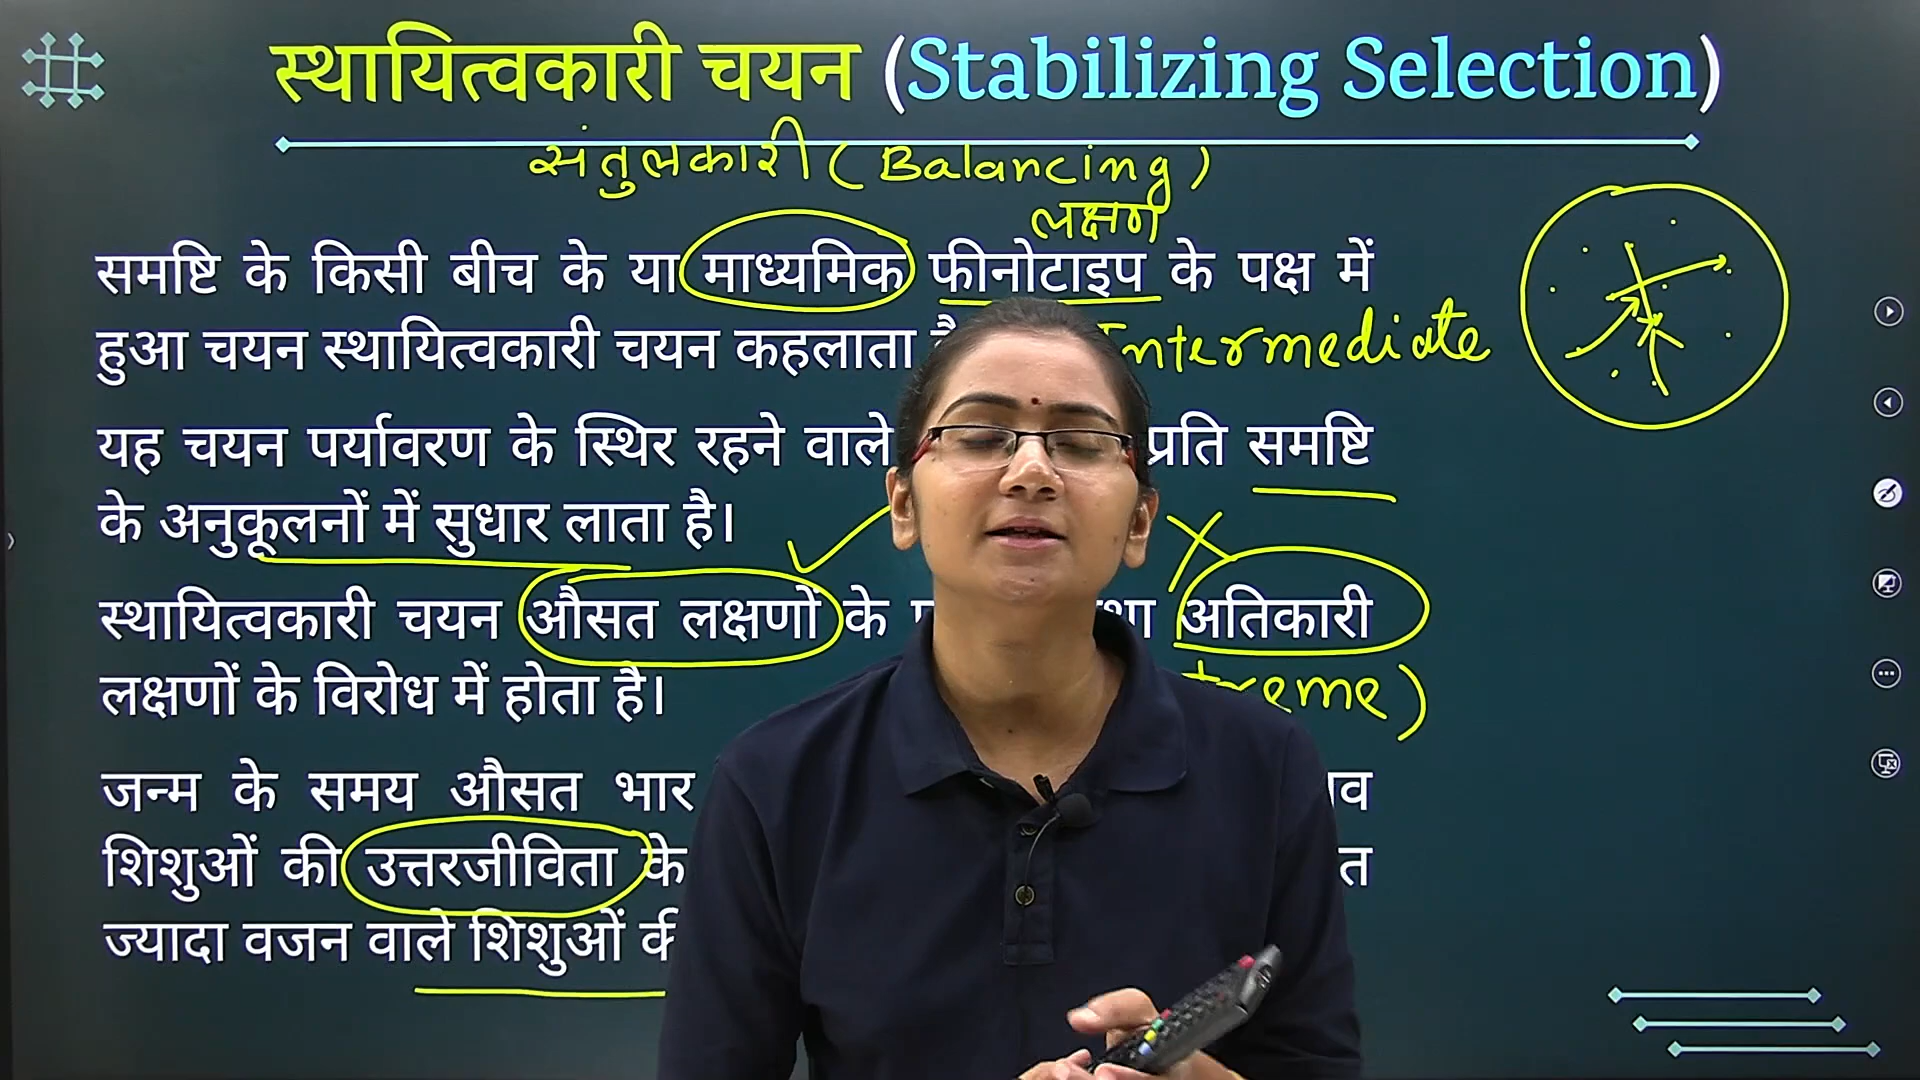 स्थायित्वकारी चयन (Stabilizing Selection)
संतुलकारी ( Balancing )
लक्षण
समष्टि के किसी बीच के या माध्यमिक फीनोटाइप के पक्ष में
हुआ चयन स्थायित्वकारी चयन कहलाता
Intermediate
यह चयन पर्यावरण के स्थिर रहने वाले प्रति समष्टि
के अनुकूलनों में सुधार लाता है।
स्थायित्वकारी चयन औसत लक्षणों के अतिकारी
लक्षणों के विरोध में होता है।
जन्म के समय औसत भार
शिशुओं की उत्तरजीविता के
ज्यादा वजन वाले शिशुओं